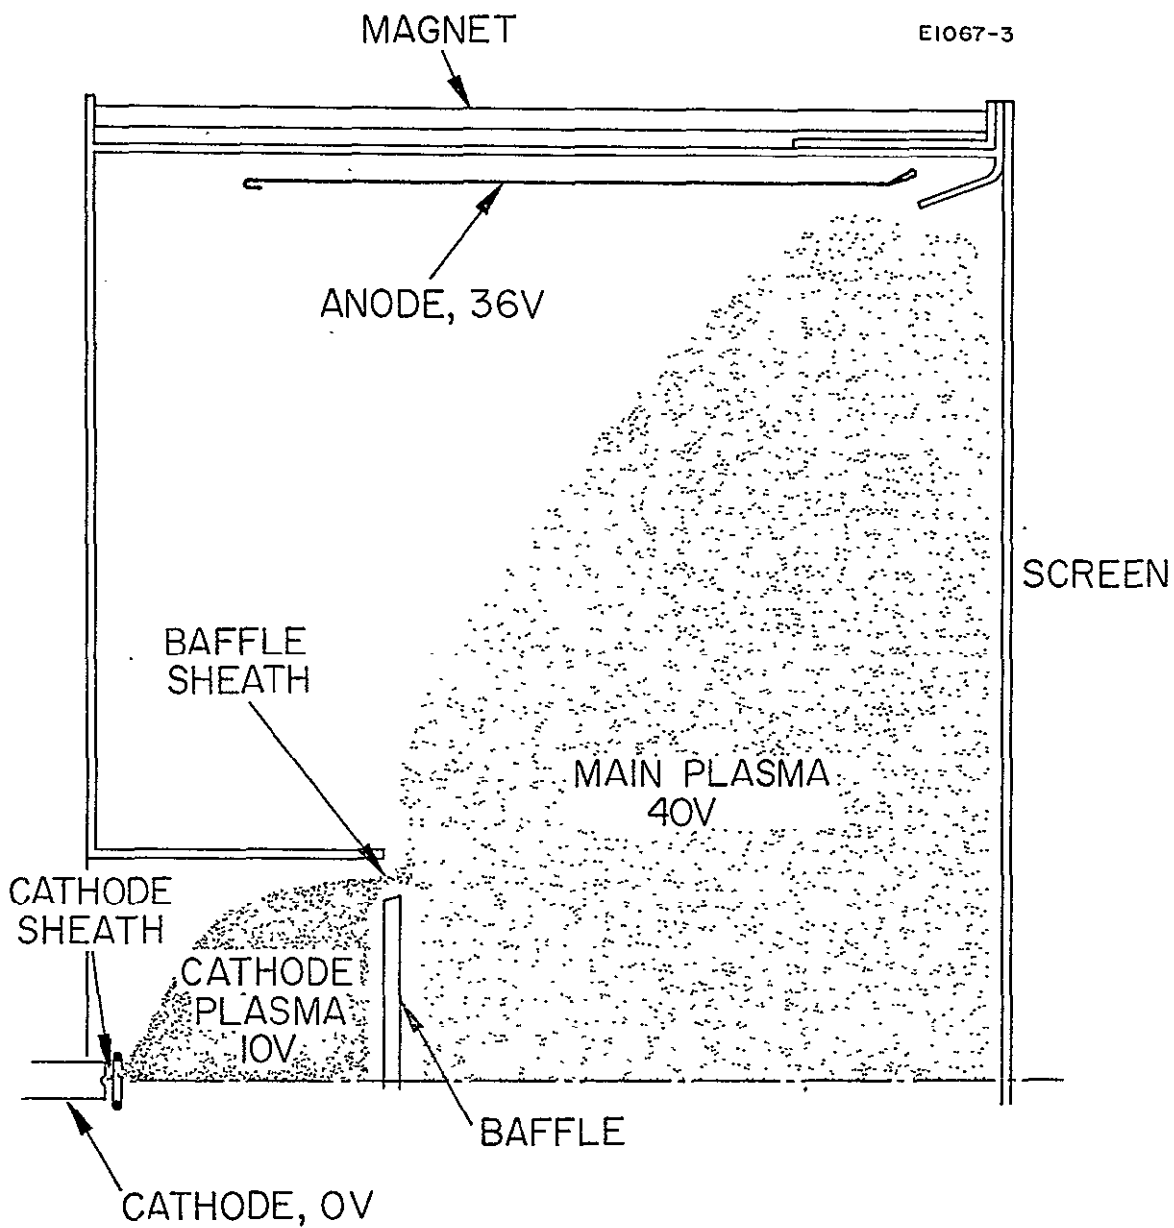 MAGNET
E1067-3
ANODE, 36V
SCREEN
BAFFLE
SHEATH
MAIN PLASMA
40V
CATHODE
SHEATH
CATHODE
PLASMA
10V
BAFFLE
CATHODE, 0V